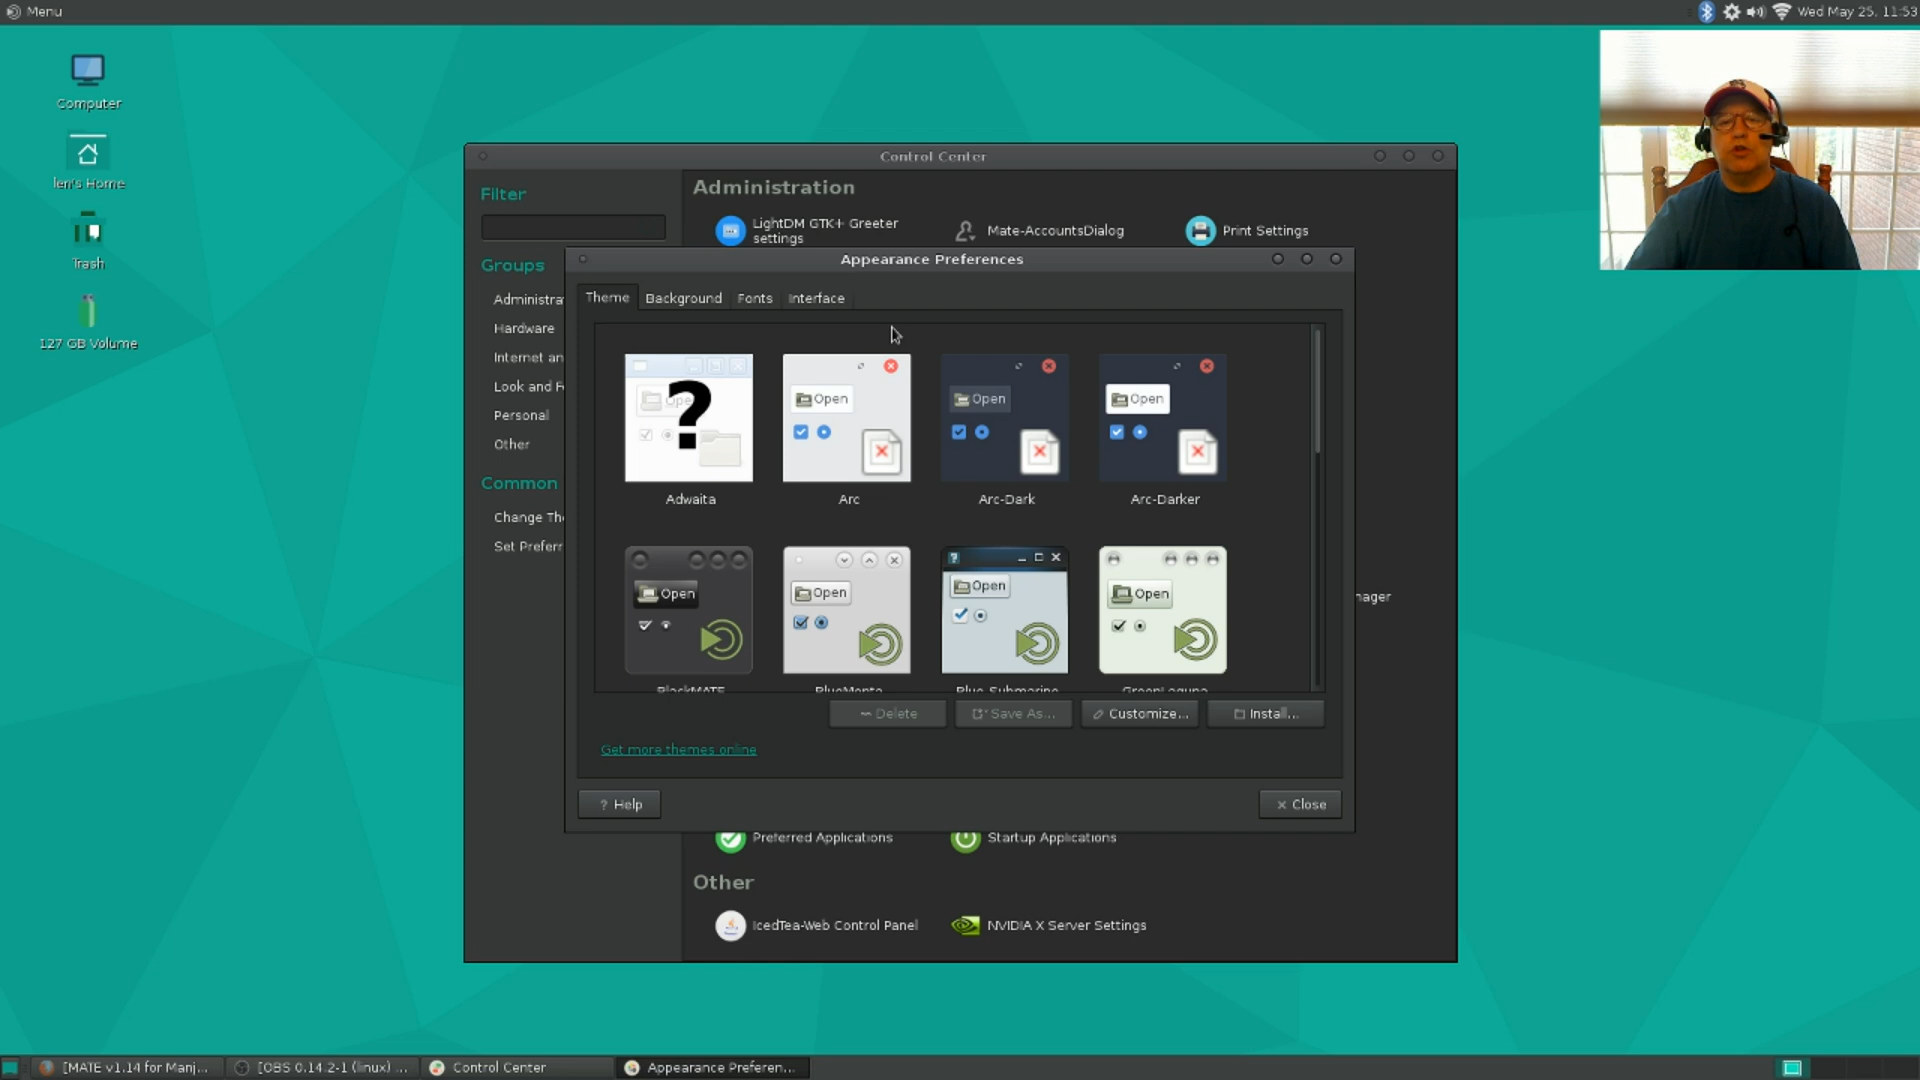 Menu
Wed May 25, 11:53
Computer
len's Home
Trash
127 GB Volume
Control Center
Filter
Groups
Administra
Hardware
Internet an
Look and F
Personal
Other
Common
Change The
Set Preferr
Administration
LightDM GTK+ Greeter
settings
Mate-AccountsDialog
Print Settings
Appearance Preferences
Theme
Background
Fonts
Interface
Open
Open
Open
Open
Adwaita
Arc
Arc-Dark
Arc-Darker
Open
Open
Open
Open
BlackMATE
BlueMenta
Blue-Submarine
GreenLaguna
Delete
Save As...
Customize...
Install...
Get more themes online
? Help
Close
nager
Preferred Applications
Startup Applications
Other
IcedTea-Web Control Panel
NVIDIA X Server Settings
[MATE v1.14 for Manj...
[OBS 0.14.2-1 (linux) ...
Control Center
Appearance Preferen...